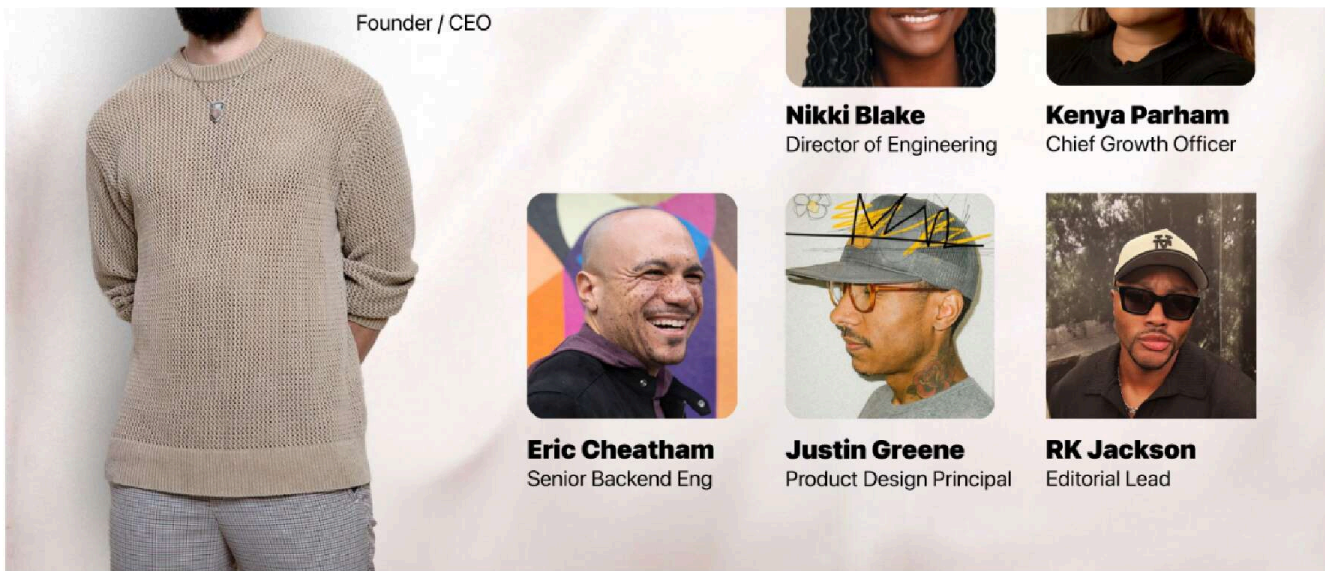 Founder / CEO
Nikki Blake
Director of Engineering
Kenya Parham
Chief Growth Officer
Eric Cheatham
Senior Backend Eng
Justin Greene
Product Design Principal
RK Jackson
Editorial Lead